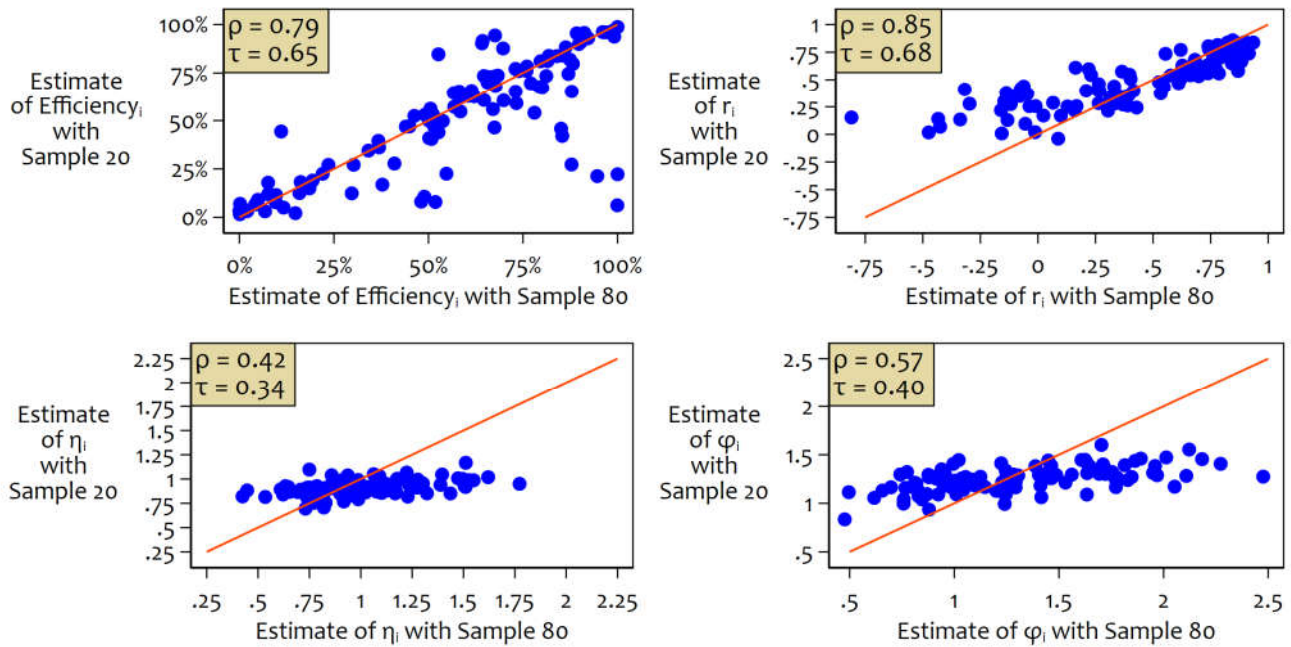 ρ = 0.79
τ = 0.65
Estimate
of Efficiencyᵢ
with
Sample 20
100%
75%
50%
25%
0%
0% 25% 50% 75% 100%
Estimate of Efficiencyᵢ with Sample 80
ρ = 0.85
τ = 0.68
Estimate
of rᵢ
with
Sample 20
1
.75
.5
.25
0
-.25
-.5
-.75
-.75 -.5 -.25 0 .25 .5 .75 1
Estimate of rᵢ with Sample 80
ρ = 0.42
τ = 0.34
Estimate
of ηᵢ
with
Sample 20
2.25
2
1.75
1.5
1.25
1
.75
.5
.25
.25 .5 .75 1 1.25 1.5 1.75 2 2.25
Estimate of ηᵢ with Sample 80
ρ = 0.57
τ = 0.40
Estimate
of φᵢ
with
Sample 20
2.5
2
1.5
1
.5
.5 1 1.5 2 2.5
Estimate of φᵢ with Sample 80